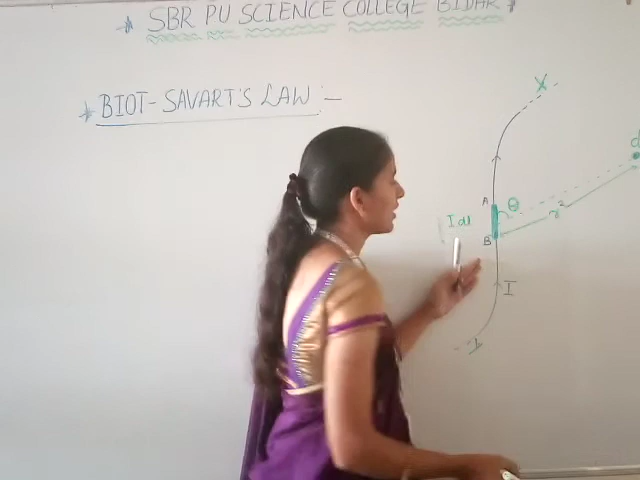 * SBR PU SCIENCE COLLEGE BIDAR *
* BIOT-SAVART'S LAW :-
X
d
A
θ
Idl
r
B
I